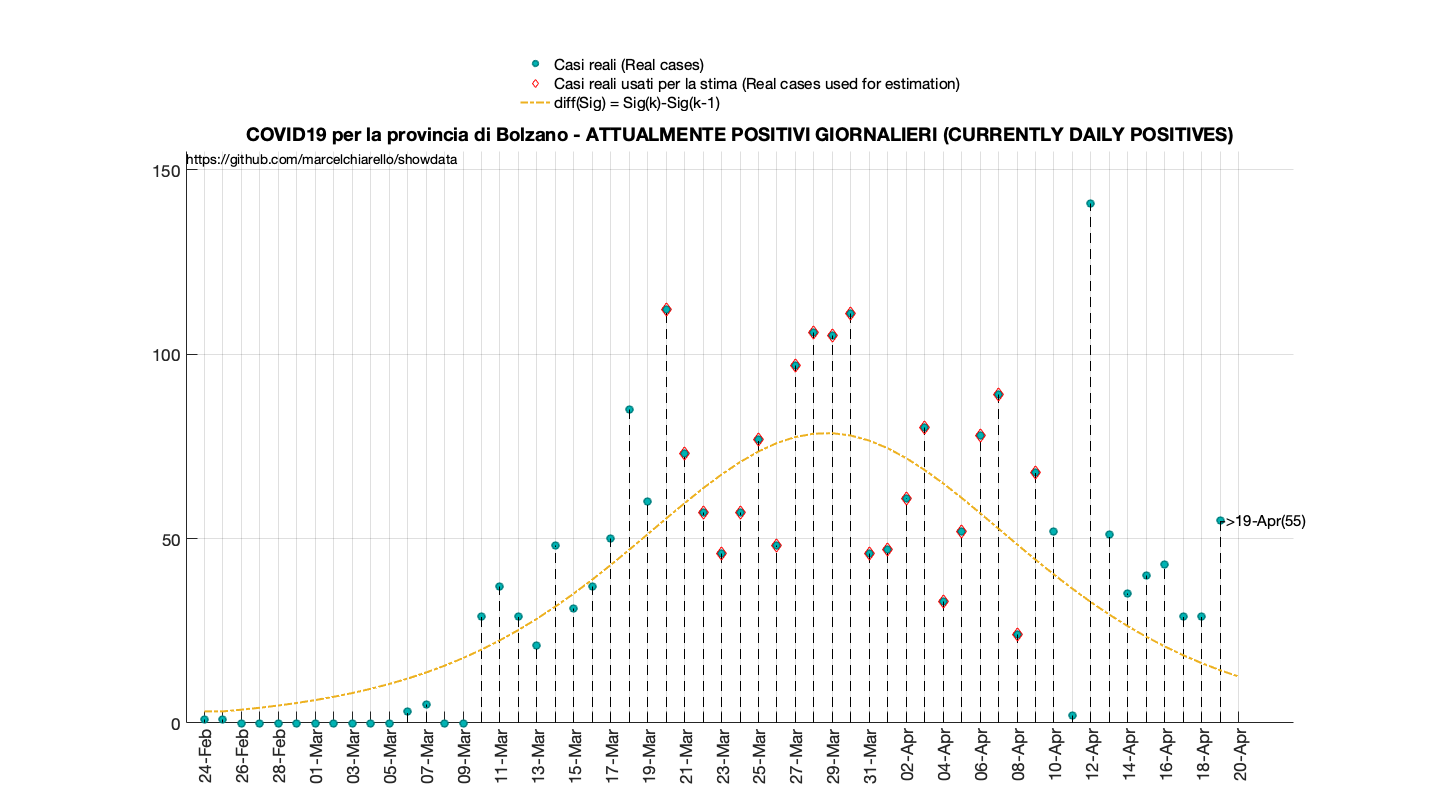 Casi reali (Real cases)
Casi reali usati per la stima (Real cases used for estimation)
diff(Sig) = Sig(k)-Sig(k-1)
COVID19 per la provincia di Bolzano - ATTUALMENTE POSITIVI GIORNALIERI (CURRENTLY DAILY POSITIVES)
https://github.com/marcelchiarello/showdata
150
100
50
0
->19-Apr(55)
24-Feb
26-Feb
28-Feb
01-Mar
03-Mar
05-Mar
07-Mar
09-Mar
11-Mar
13-Mar
15-Mar
17-Mar
19-Mar
21-Mar
23-Mar
25-Mar
27-Mar
29-Mar
31-Mar
02-Apr
04-Apr
06-Apr
08-Apr
10-Apr
12-Apr
14-Apr
16-Apr
18-Apr
20-Apr